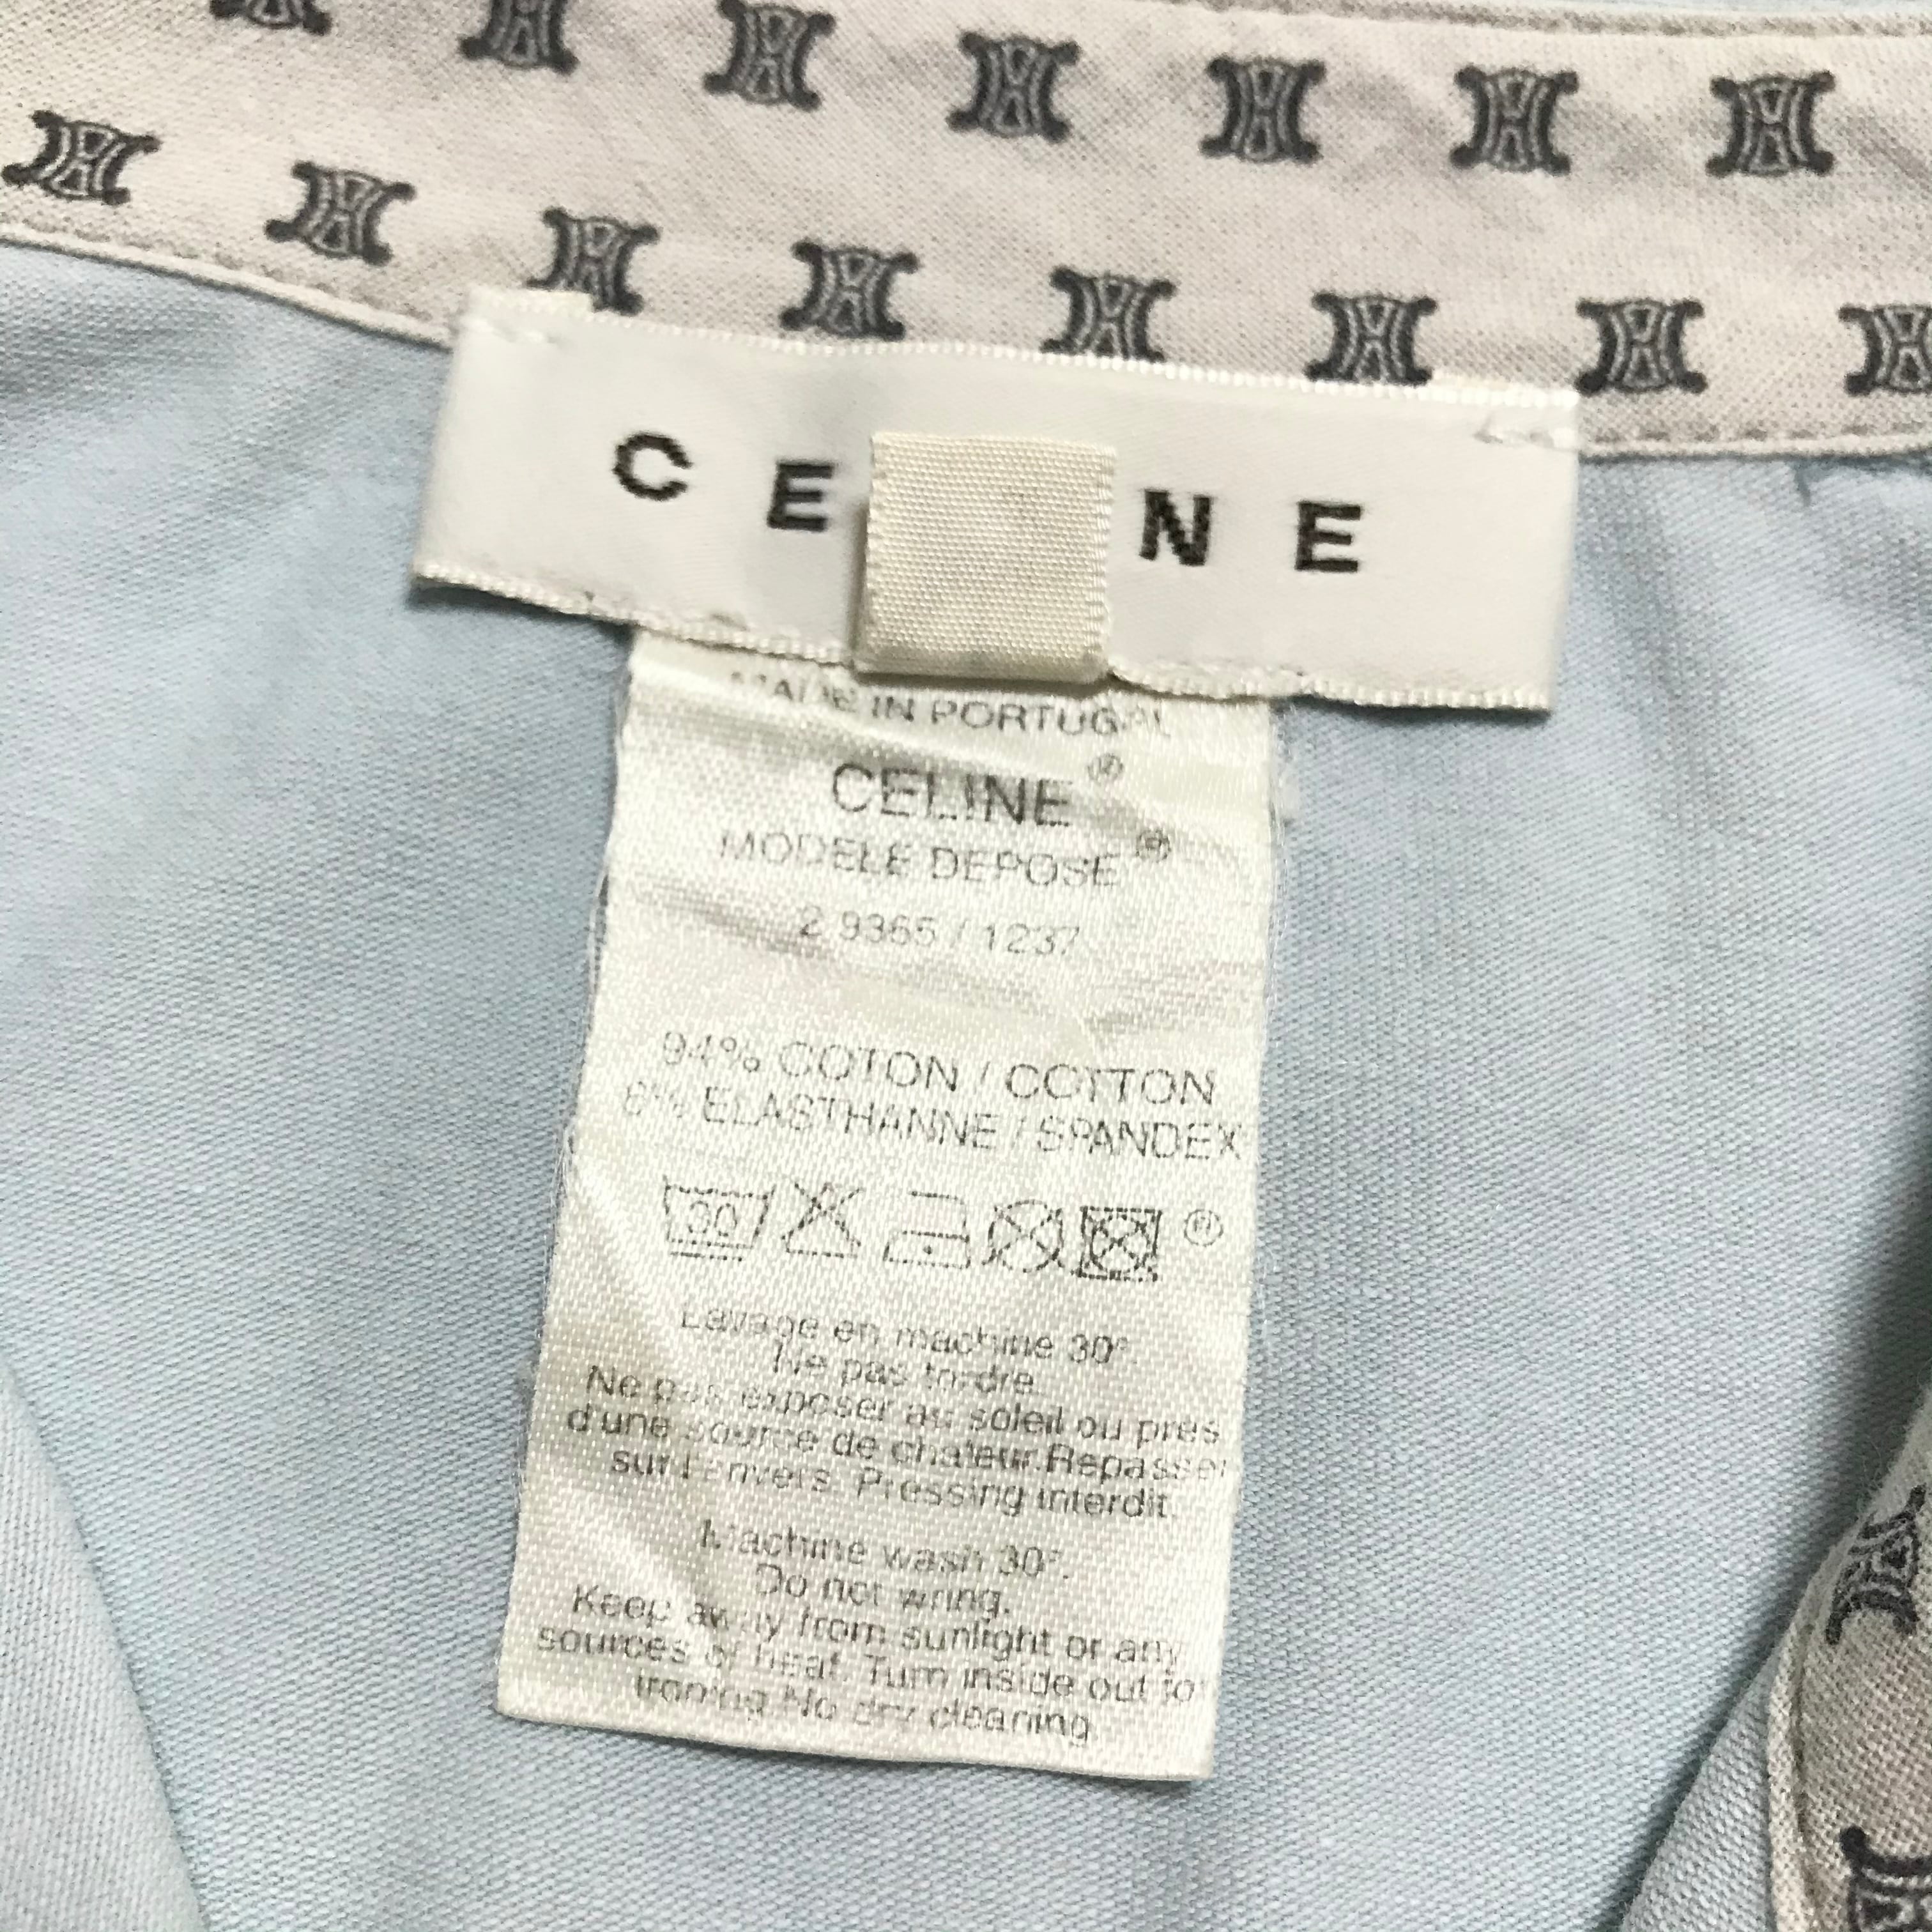 CE NE
MADE IN PORTUGAL
CELINE ®
MODELE DEPOSE ®
2 9365 / 1237
94% COTON / COTTON
6% ELASTHANNE / SPANDEX
30 ®
Lavage en machine 30°.
Ne pas tordre.
Ne pas exposer au soleil ou pres
d'une source de chaleur.Repasser
sur l'envers. Pressing interdit.
Machine wash 30°.
Do not wring.
Keep away from sunlight or any
sources of heat. Turn inside out for
ironing No dry cleaning.